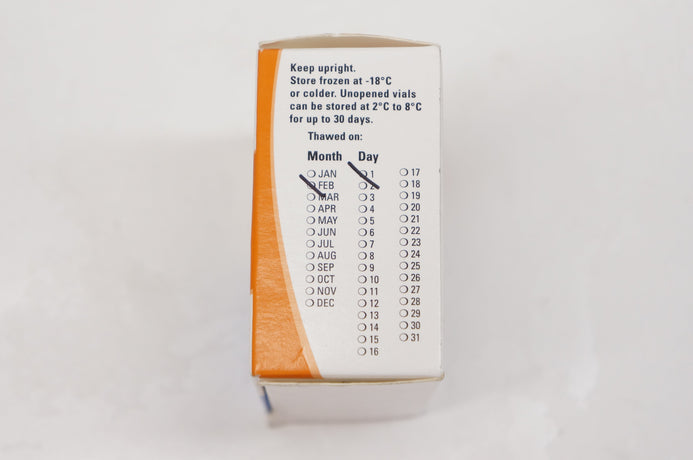 Keep upright.
Store frozen at -18°C
or colder. Unopened vials
can be stored at 2°C to 8°C
for up to 30 days.
Thawed on:
Month Day
JAN
FEB
MAR
APR
MAY
JUN
JUL
AUG
SEP
OCT
NOV
DEC
1
2
3
4
5
6
7
8
9
10
11
12
13
14
15
16
17
18
19
20
21
22
23
24
25
26
27
28
29
30
31